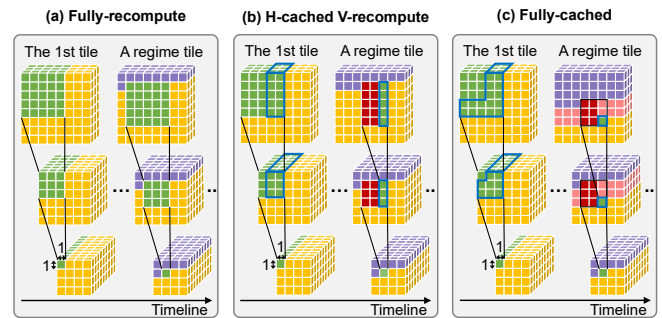 (a) Fully-recompute
The 1st tile A regime tile
...
..
1
1
Timeline
(b) H-cached V-recompute
The 1st tile A regime tile
...
..
1
1
Timeline
(c) Fully-cached
The 1st tile A regime tile
...
..
1
1
Timeline